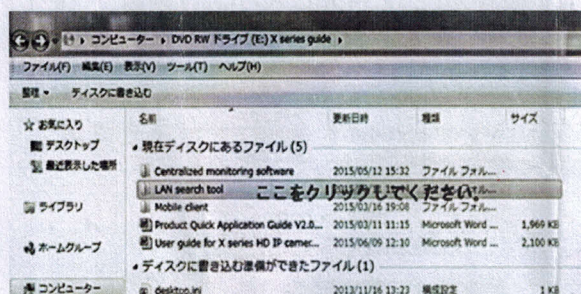 コンピューター ▸ DVD RW ドライブ (E:) X series guide ▸
ファイル(F) 編集(E) 表示(V) ツール(T) ヘルプ(H)
整理 ▾ ディスクに書き込む
名前 更新日時 種類 サイズ
お気に入り
デスクトップ
最近表示した場所
ライブラリ
ホームグループ
コンピューター
現在ディスクにあるファイル (5)
Centralized monitoring software 2015/05/12 15:32 ファイル フォル...
LAN search tool ここをクリックしてください。
Mobile client 2015/03/16 19:08 ファイル フォル...
Product Quick Application Guide V2.0... 2015/03/11 11:15 Microsoft Word ... 1,969 KB
User guide for X series HD IP camer... 2015/06/09 12:10 Microsoft Word ... 2,100 KB
ディスクに書き込む準備ができたファイル (1)
desktop.ini 2013/11/16 13:23 構成設定 1 KB